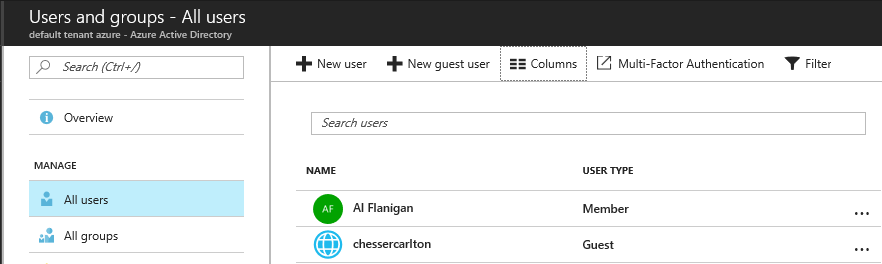 Users and groups - All users
default tenant azure - Azure Active Directory
Search (Ctrl+/)
Overview
MANAGE
All users
All groups
New user New guest user Columns Multi-Factor Authentication Filter
Search users
NAME USER TYPE
AF Al Flanigan Member ...
chessercarlton Guest ...